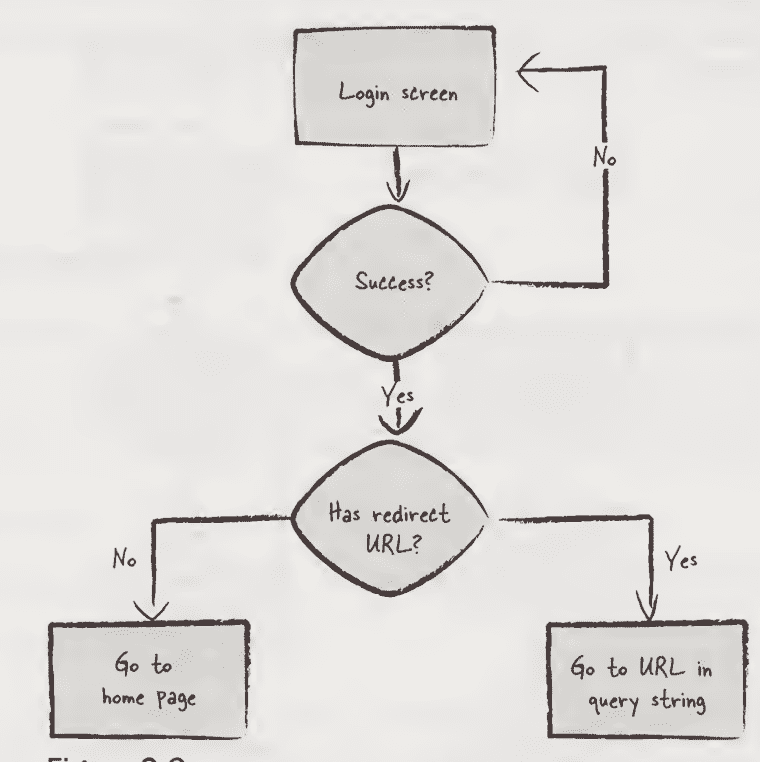 Login screen
No
Success?
Yes
Has redirect
URL?
No
Yes
Go to
home page
Go to URL in
query string